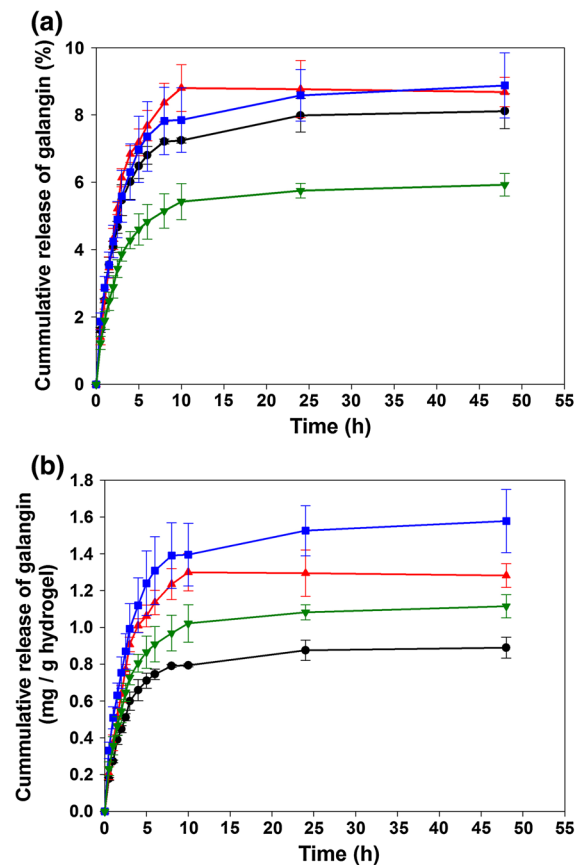 (a)
Cummulative release of galangin (%)
10
8
6
4
2
0
0 5 10 15 20 25 30 35 40 45 50 55
Time (h)
(b)
Cummulative release of galangin
(mg / g hydrogel)
1.8
1.6
1.4
1.2
1.0
0.8
0.6
0.4
0.2
0.0
0 5 10 15 20 25 30 35 40 45 50 55
Time (h)